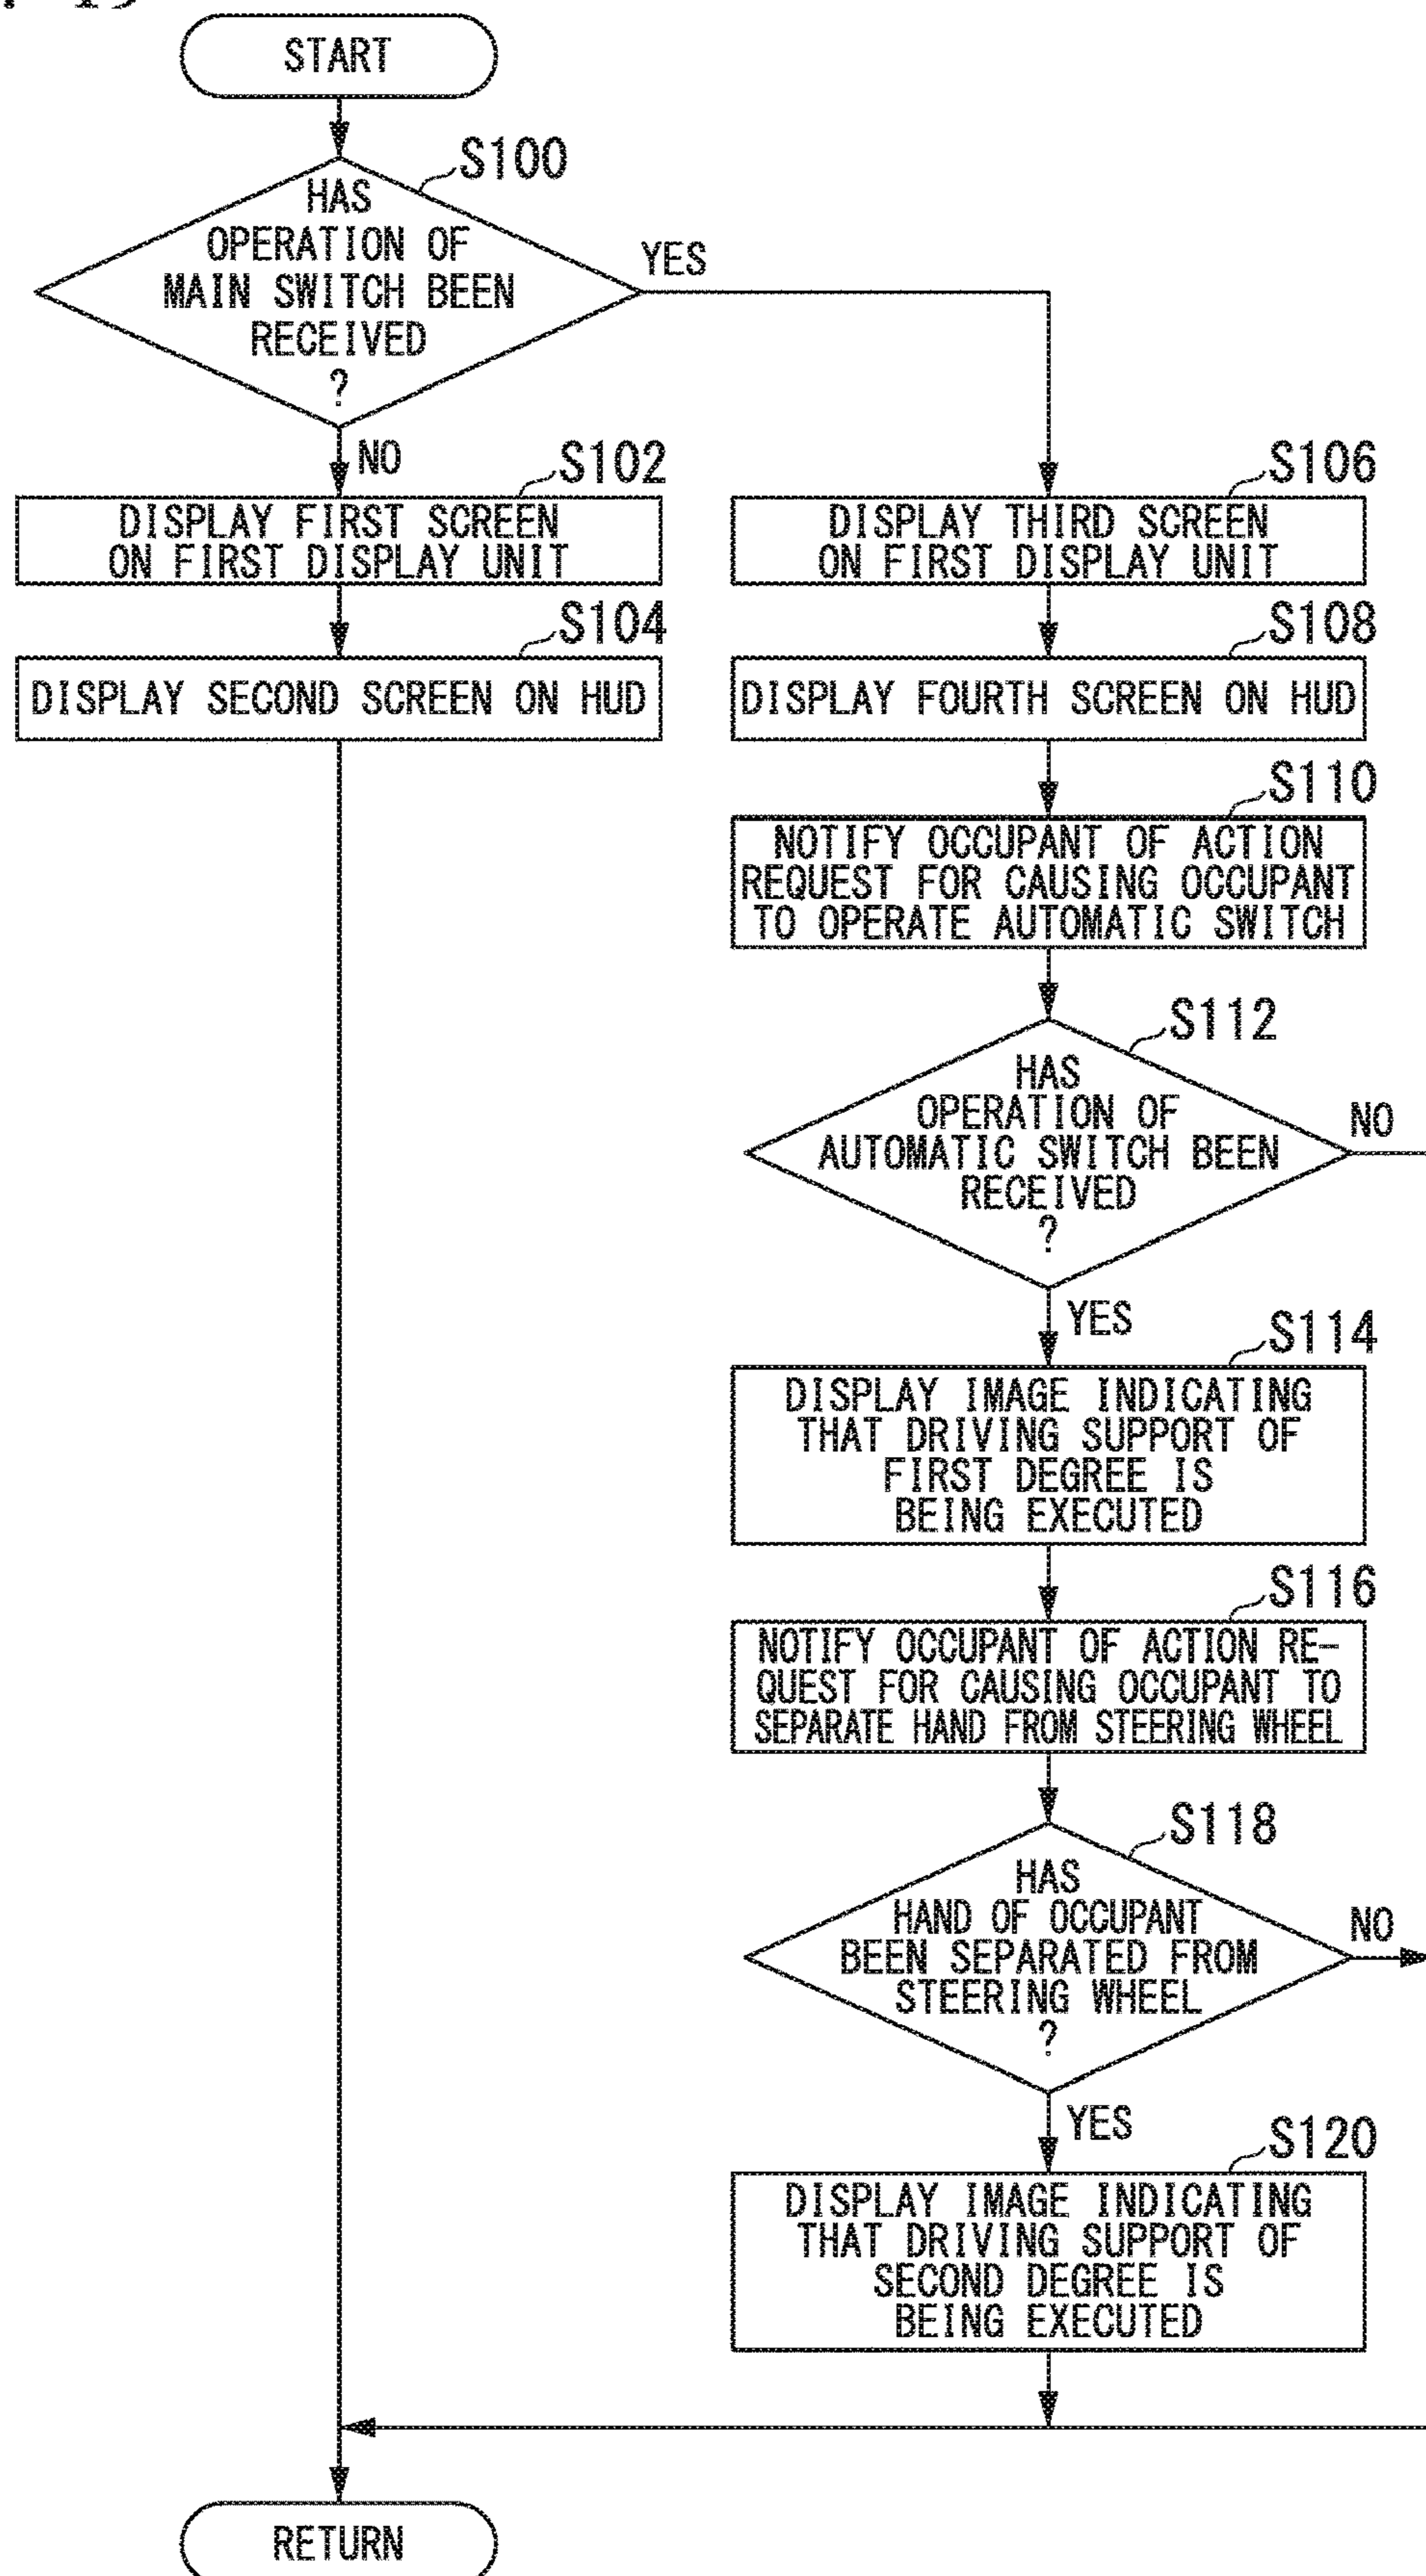 START
S100
HAS
OPERATION OF
MAIN SWITCH BEEN
RECEIVED
?
YES
NO
S102
DISPLAY FIRST SCREEN
ON FIRST DISPLAY UNIT
S104
DISPLAY SECOND SCREEN ON HUD
S106
DISPLAY THIRD SCREEN
ON FIRST DISPLAY UNIT
S108
DISPLAY FOURTH SCREEN ON HUD
S110
NOTIFY OCCUPANT OF ACTION
REQUEST FOR CAUSING OCCUPANT
TO OPERATE AUTOMATIC SWITCH
S112
HAS
OPERATION OF
AUTOMATIC SWITCH BEEN
RECEIVED
?
NO
YES
S114
DISPLAY IMAGE INDICATING
THAT DRIVING SUPPORT OF
FIRST DEGREE IS
BEING EXECUTED
S116
NOTIFY OCCUPANT OF ACTION RE-
QUEST FOR CAUSING OCCUPANT TO
SEPARATE HAND FROM STEERING WHEEL
S118
HAS
HAND OF OCCUPANT
BEEN SEPARATED FROM
STEERING WHEEL
?
NO
YES
S120
DISPLAY IMAGE INDICATING
THAT DRIVING SUPPORT OF
SECOND DEGREE IS
BEING EXECUTED
RETURN